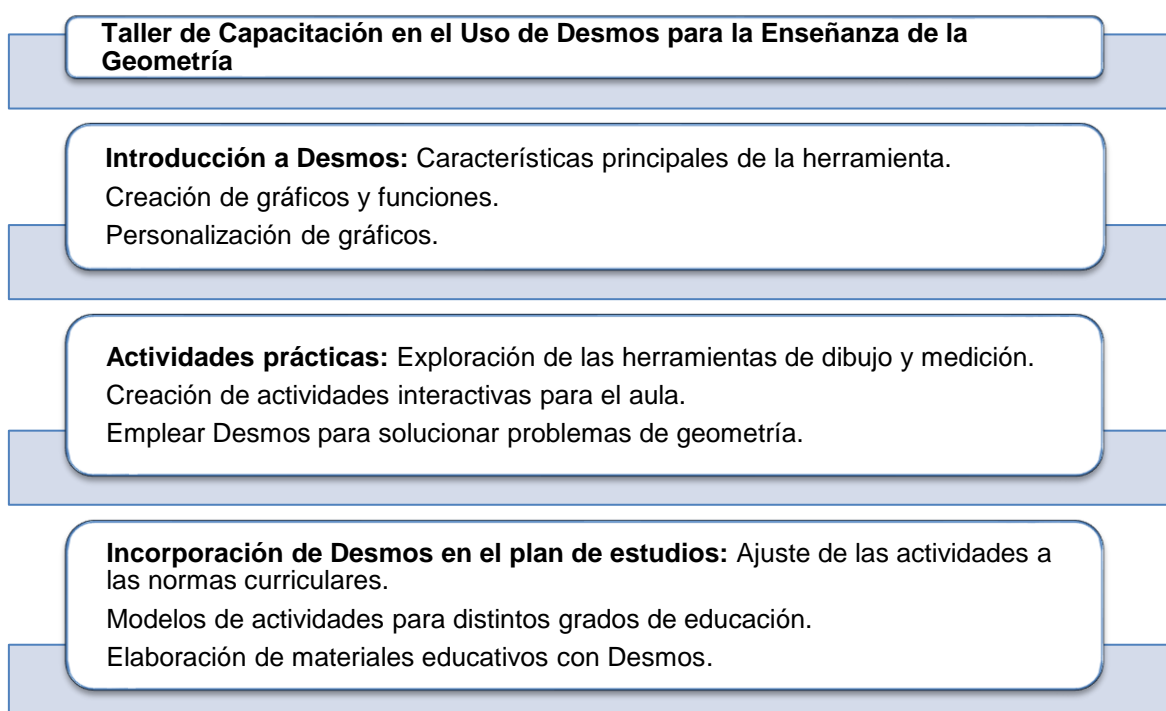 Taller de Capacitación en el Uso de Desmos para la Enseñanza de la
Geometría
Introducción a Desmos: Características principales de la herramienta.
Creación de gráficos y funciones.
Personalización de gráficos.
Actividades prácticas: Exploración de las herramientas de dibujo y medición.
Creación de actividades interactivas para el aula.
Emplear Desmos para solucionar problemas de geometría.
Incorporación de Desmos en el plan de estudios: Ajuste de las actividades a
las normas curriculares.
Modelos de actividades para distintos grados de educación.
Elaboración de materiales educativos con Desmos.